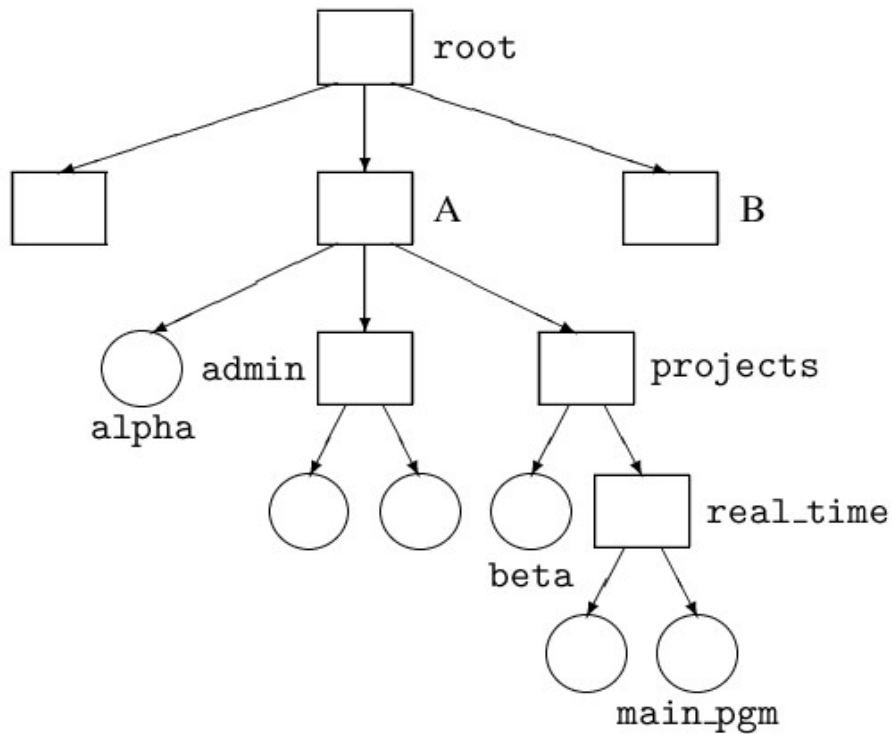 root
A
B
admin
projects
alpha
real_time
beta
main_pgm